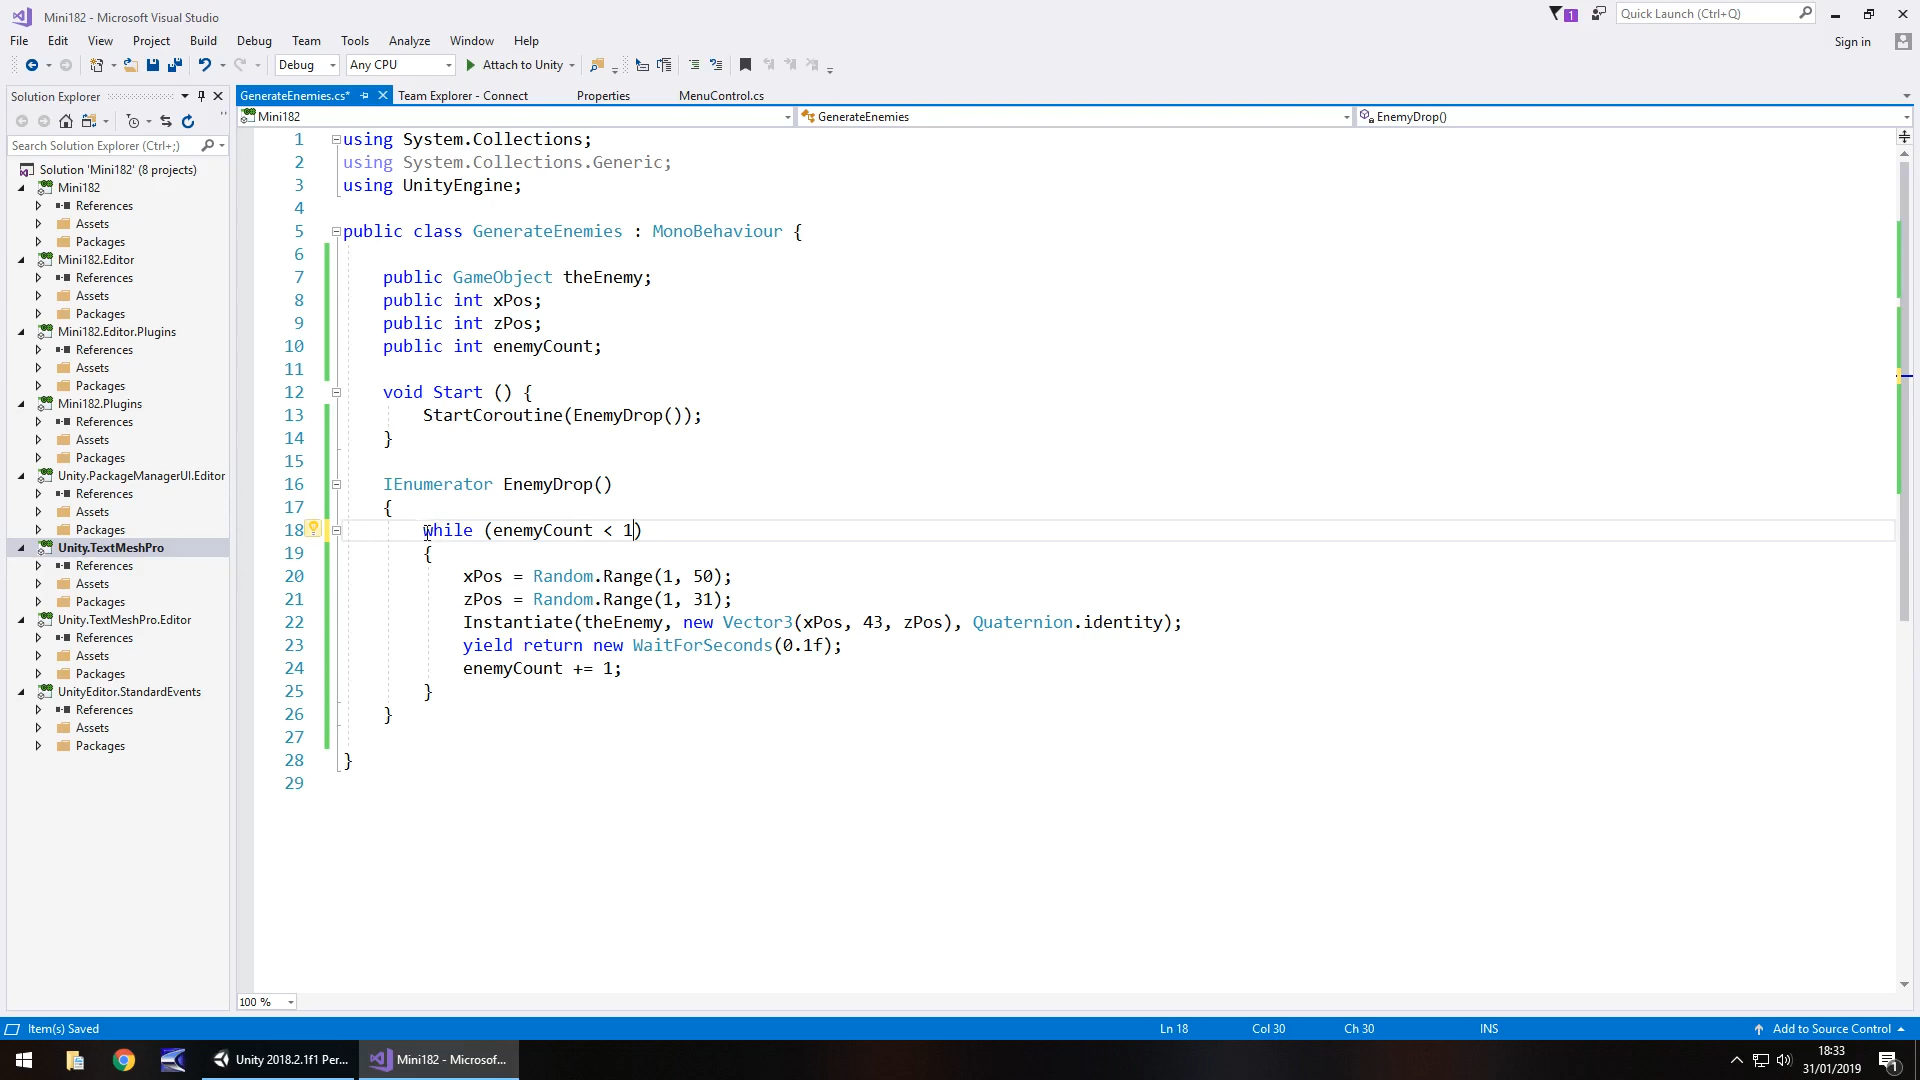 Mini182 - Microsoft Visual Studio
1
Quick Launch (Ctrl+Q)
File Edit View Project Build Debug Team Tools Analyze Window Help
Sign in
Debug Any CPU Attach to Unity
Solution Explorer
GenerateEnemies.cs* Team Explorer - Connect Properties MenuControl.cs
Mini182 GenerateEnemies EnemyDrop()
Search Solution Explorer (Ctrl+;)
Solution 'Mini182' (8 projects)
Mini182
References
Assets
Packages
Mini182.Editor
References
Assets
Packages
Mini182.Editor.Plugins
References
Assets
Packages
Mini182.Plugins
References
Assets
Packages
Unity.PackageManagerUI.Editor
References
Assets
Packages
Unity.TextMeshPro
References
Assets
Packages
Unity.TextMeshPro.Editor
References
Assets
Packages
UnityEditor.StandardEvents
References
Assets
Packages
1 using System.Collections;
2 using System.Collections.Generic;
3 using UnityEngine;
4
5 public class GenerateEnemies : MonoBehaviour {
6
7 public GameObject theEnemy;
8 public int xPos;
9 public int zPos;
10 public int enemyCount;
11
12 void Start () {
13 StartCoroutine(EnemyDrop());
14 }
15
16 IEnumerator EnemyDrop()
17 {
18 while (enemyCount < 1)
19 {
20 xPos = Random.Range(1, 50);
21 zPos = Random.Range(1, 31);
22 Instantiate(theEnemy, new Vector3(xPos, 43, zPos), Quaternion.identity);
23 yield return new WaitForSeconds(0.1f);
24 enemyCount += 1;
25 }
26 }
27
28 }
29
100 %
Item(s) Saved Ln 18 Col 30 Ch 30 INS Add to Source Control
Unity 2018.2.1f1 Per... Mini182 - Microsof...
18:33
31/01/2019
1